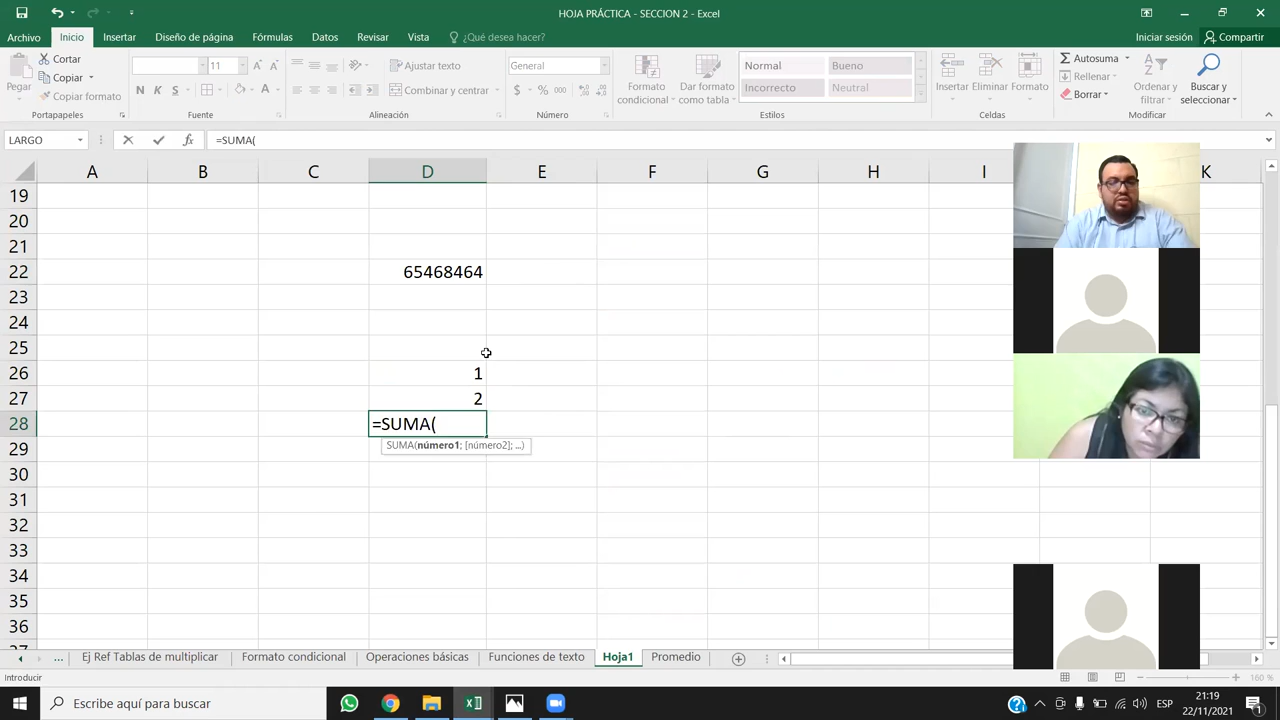 HOJA PRÁCTICA - SECCION 2 - Excel
Archivo Inicio Insertar Diseño de página Fórmulas Datos Revisar Vista ¿Qué desea hacer? Iniciar sesión Compartir
Pegar
Cortar
Copiar
Copiar formato
Portapapeles
11
N K S
A
Fuente
Ajustar texto
Combinar y centrar
Alineación
General
$ % 000
Número
Formato condicional
Dar formato como tabla
Normal Bueno
Incorrecto Neutral
Estilos
Insertar Eliminar Formato
Celdas
Autosuma
Rellenar
Borrar
Ordenar y filtrar
Buscar y seleccionar
Modificar
LARGO fx =SUMA(
A B C D E F G H I K
19
20
21
22 65468464
23
24
25
26 1
27 2
28 =SUMA(
SUMA(número1; [número2]; ...)
29
30
31
32
33
34
35
36
37
... Ej Ref Tablas de multiplicar Formato condicional Operaciones básicas Funciones de texto Hoja1 Promedio
Introducir 160 %
Escribe aquí para buscar
ESP
21:19
22/11/2021
1